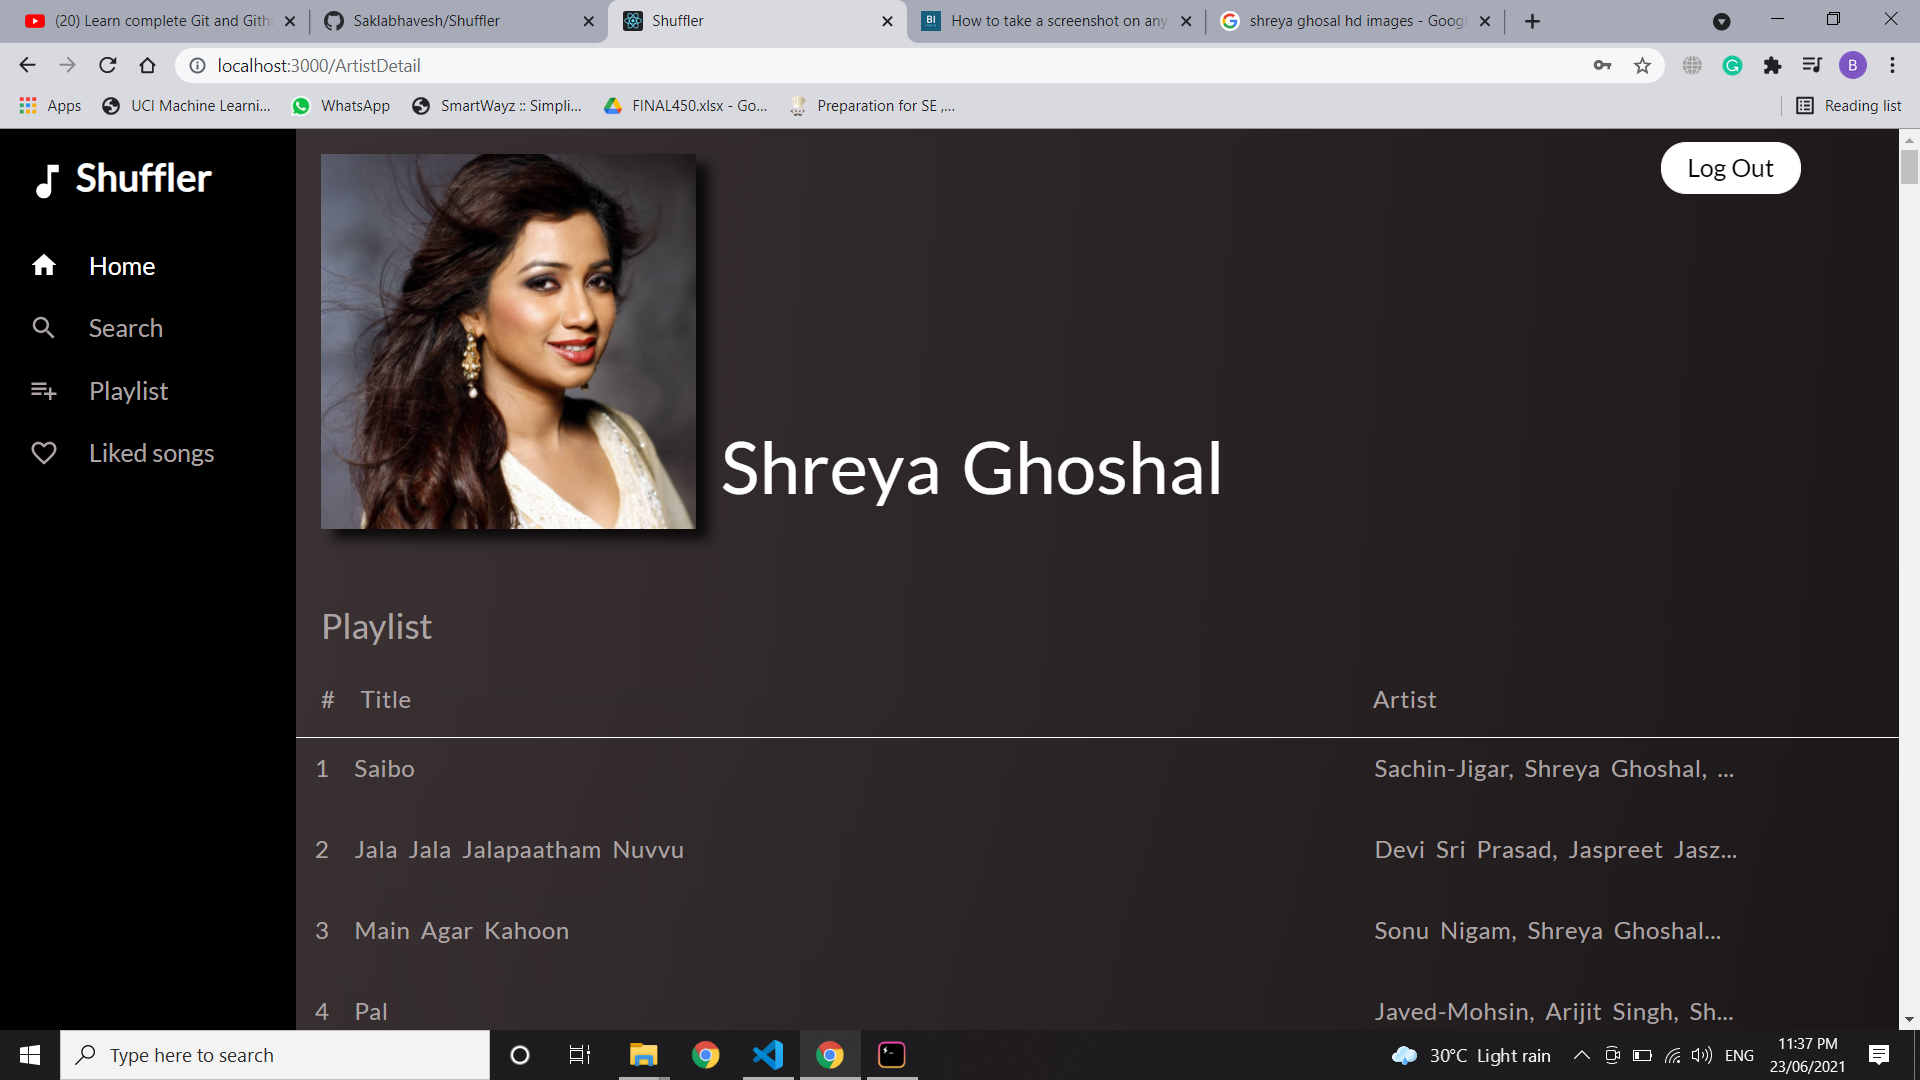 (20) Learn complete Git and Gith
Saklabhavesh/Shuffler
Shuffler
How to take a screenshot on any
shreya ghosal hd images - Googl
localhost:3000/ArtistDetail
B
Apps
UCI Machine Learni...
WhatsApp
SmartWayz :: Simpli...
FINAL450.xlsx - Go...
Preparation for SE ,...
Reading list
Shuffler
Log Out
Home
Search
Playlist
Liked songs
Shreya Ghoshal
Playlist
# Title Artist
1 Saibo Sachin-Jigar, Shreya Ghoshal, ...
2 Jala Jala Jalapaatham Nuvvu Devi Sri Prasad, Jaspreet Jasz...
3 Main Agar Kahoon Sonu Nigam, Shreya Ghoshal...
4 Pal Javed-Mohsin, Arijit Singh, Sh...
Type here to search
30°C Light rain
ENG
11:37 PM
23/06/2021